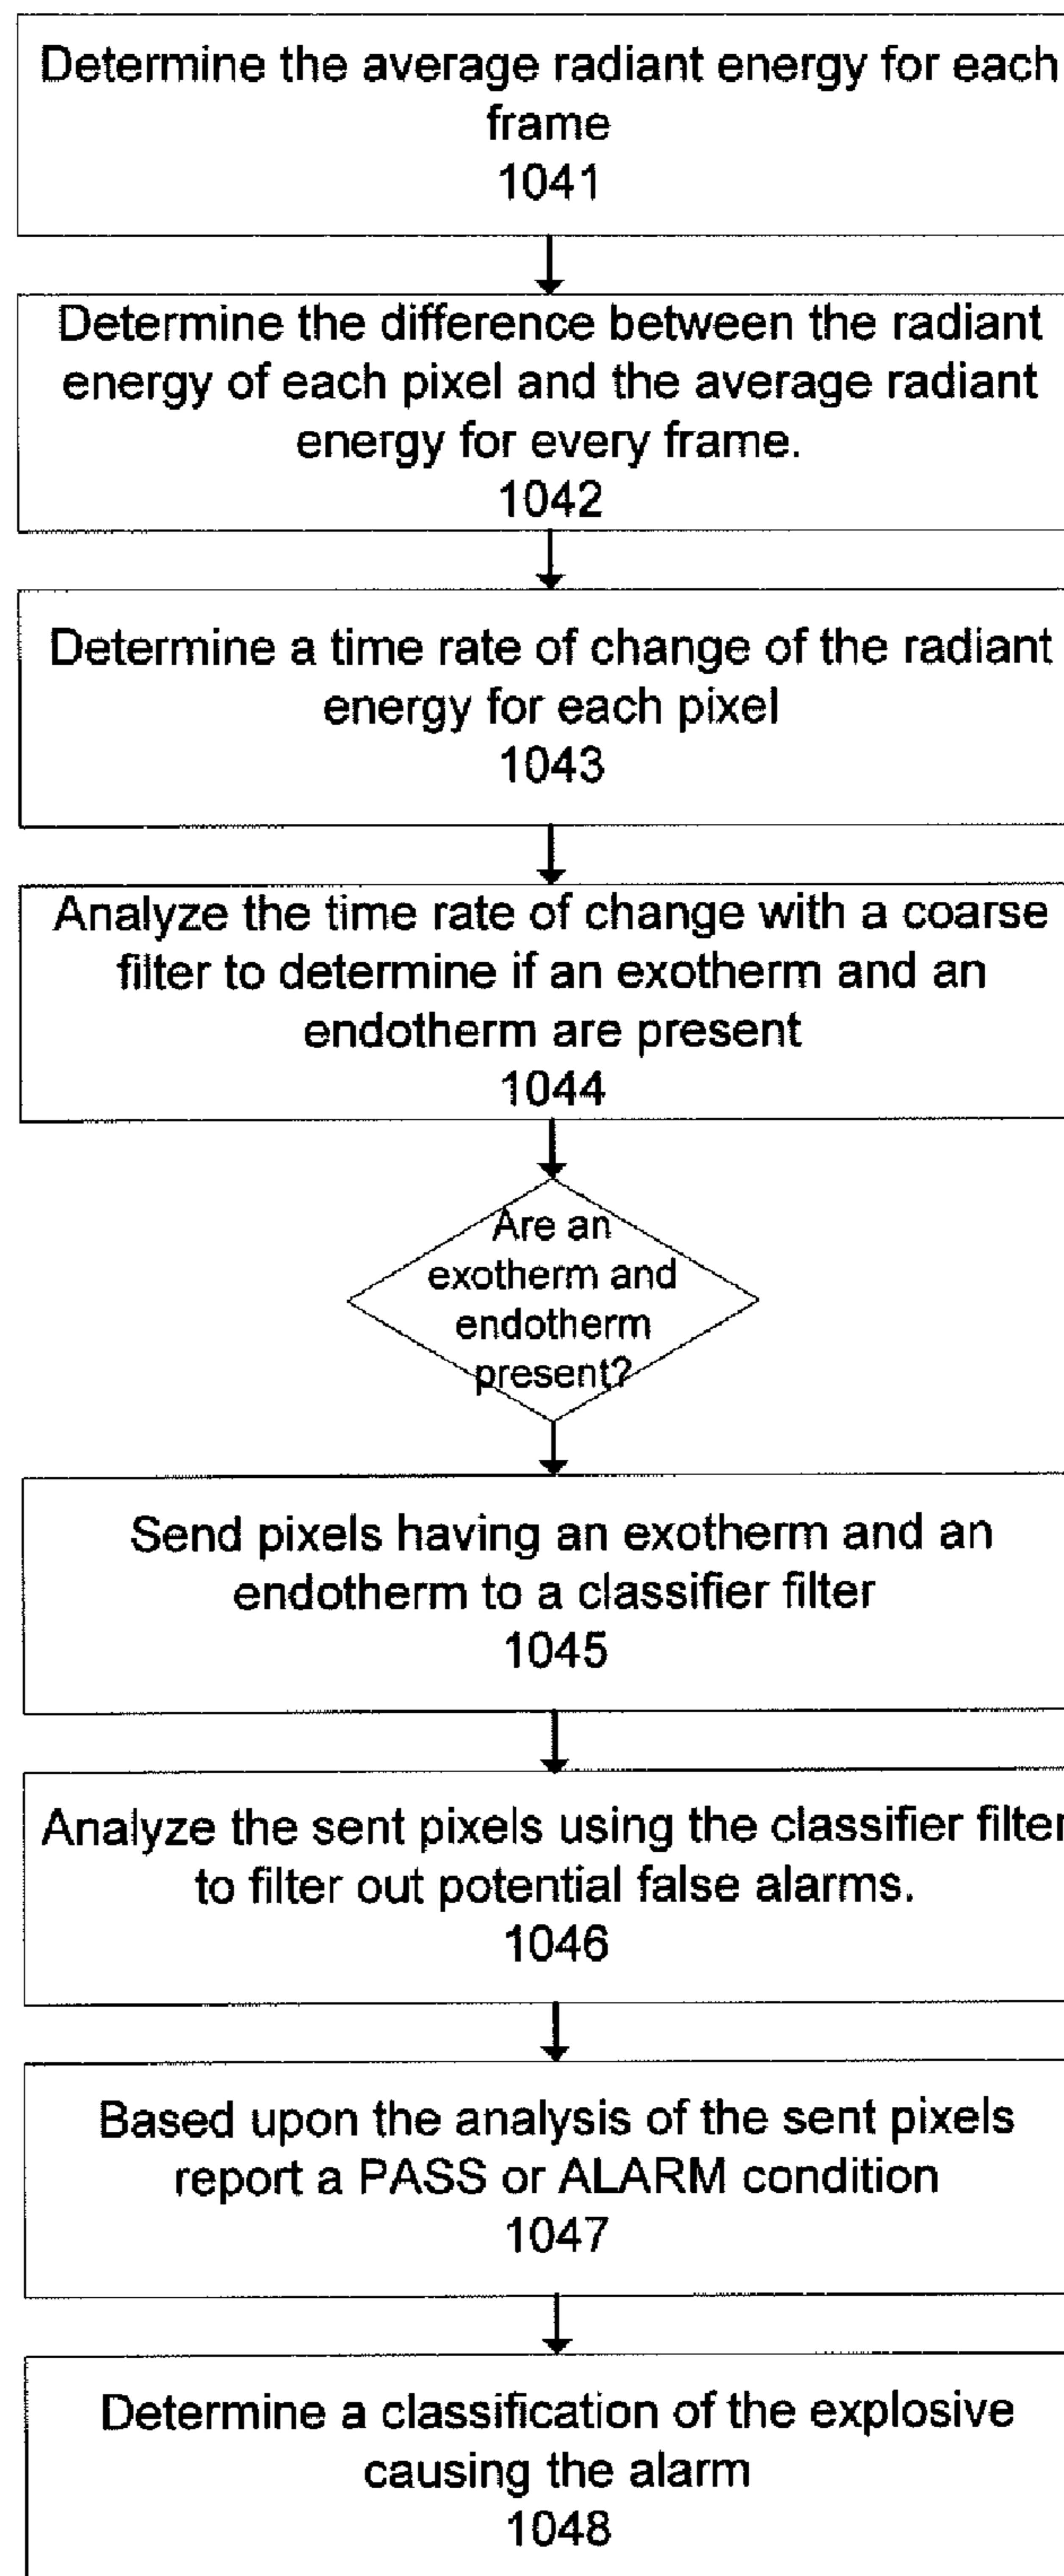 Determine the average radiant energy for each
frame
1041
Determine the difference between the radiant
energy of each pixel and the average radiant
energy for every frame.
1042
Determine a time rate of change of the radiant
energy for each pixel
1043
Analyze the time rate of change with a coarse
filter to determine if an exotherm and an
endotherm are present
1044
Are an
exotherm and
endotherm
present?
Send pixels having an exotherm and an
endotherm to a classifier filter
1045
Analyze the sent pixels using the classifier filter
to filter out potential false alarms.
1046
Based upon the analysis of the sent pixels
report a PASS or ALARM condition
1047
Determine a classification of the explosive
causing the alarm
1048